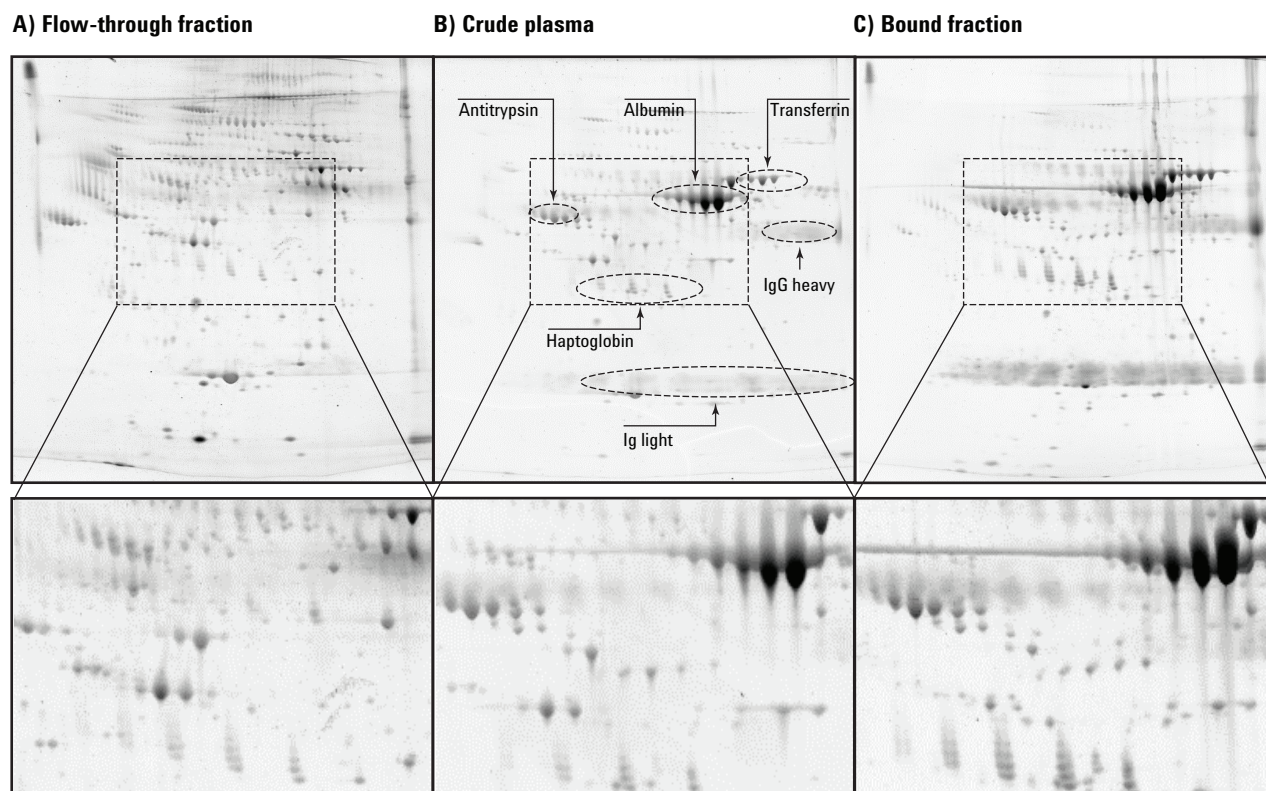 A) Flow-through fraction
B) Crude plasma
C) Bound fraction
Antitrypsin
Albumin
Transferrin
IgG heavy
Haptoglobin
Ig light